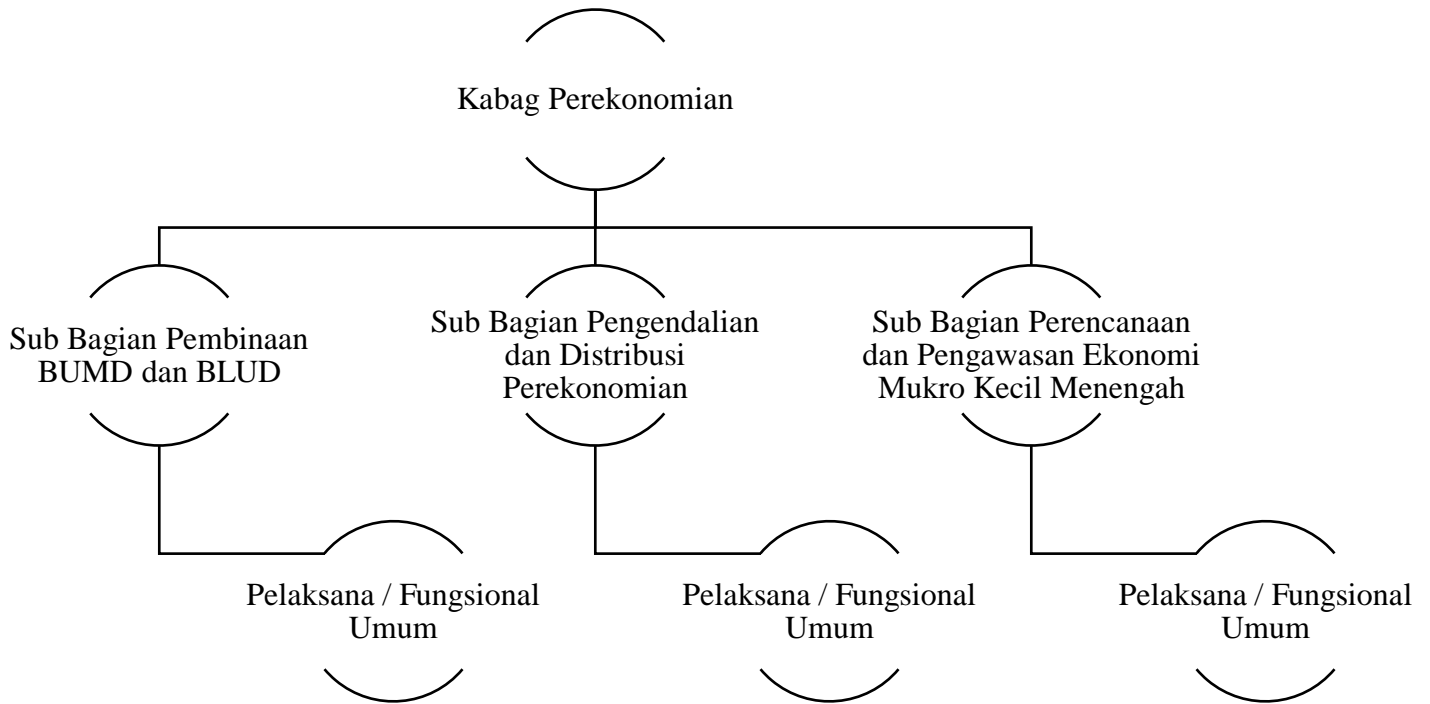 Kabag Perekonomian
Sub Bagian Pembinaan
BUMD dan BLUD
Sub Bagian Pengendalian
dan Distribusi
Perekonomian
Sub Bagian Perencanaan
dan Pengawasan Ekonomi
Mukro Kecil Menengah
Pelaksana / Fungsional
Umum
Pelaksana / Fungsional
Umum
Pelaksana / Fungsional
Umum